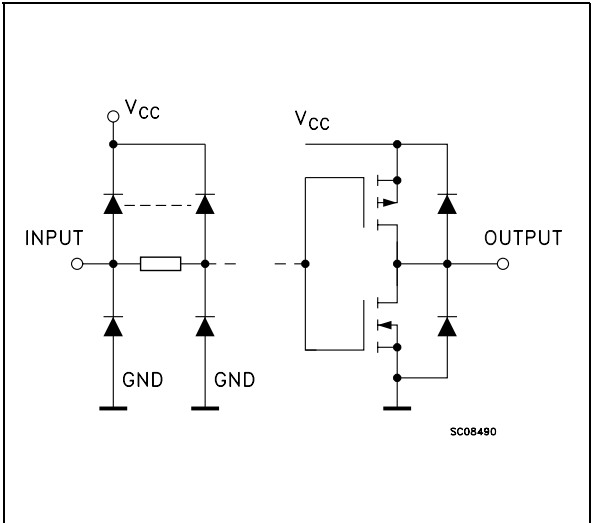 VCC
VCC
INPUT
OUTPUT
GND
GND
SC08490